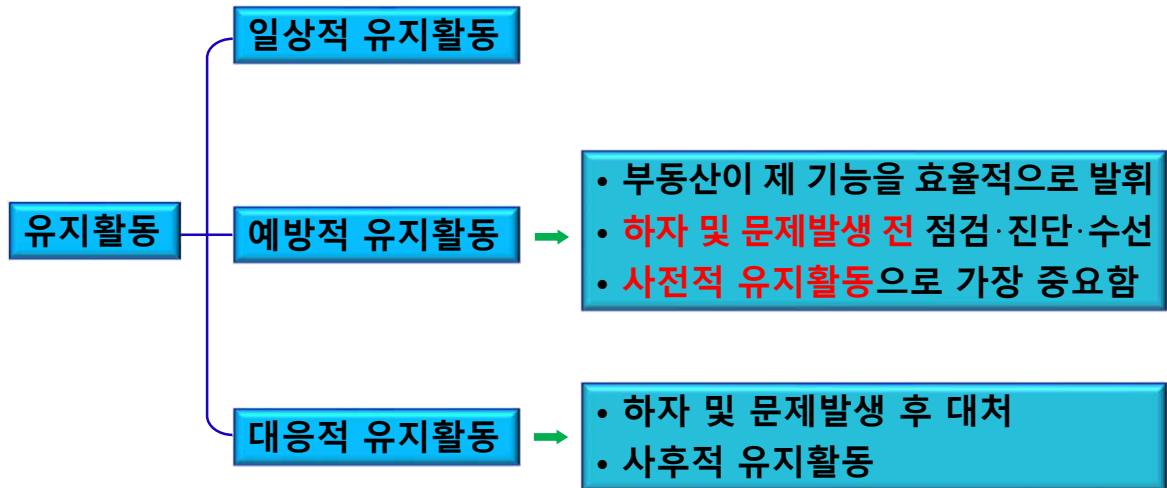 일상적 유지활동
유지활동
예방적 유지활동
• 부동산이 제 기능을 효율적으로 발휘
• 하자 및 문제발생 전 점검·진단·수선
• 사전적 유지활동으로 가장 중요함
대응적 유지활동
• 하자 및 문제발생 후 대처
• 사후적 유지활동